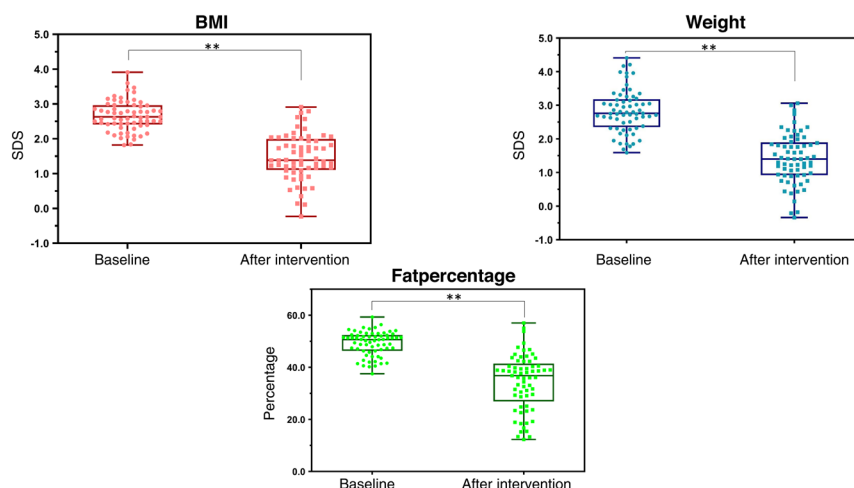 BMI
**
5.0
4.0
3.0
2.0
1.0
0.0
-1.0
SDS
Baseline
After intervention
Weight
**
5.0
4.0
3.0
2.0
1.0
0.0
-1.0
SDS
Baseline
After intervention
Fatpercentage
**
60.0
40.0
20.0
0.0
Percentage
Baseline
After intervention